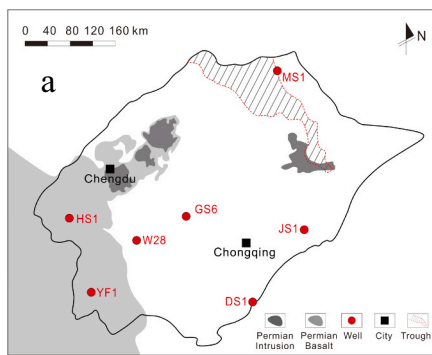 0 40 80 120 160 km
N
a
MS1
Chengdu
HS1
GS6
W28
JS1
Chongqing
YF1
DS1
Permian Intrusion
Permian Basalt
Well
City
Trough